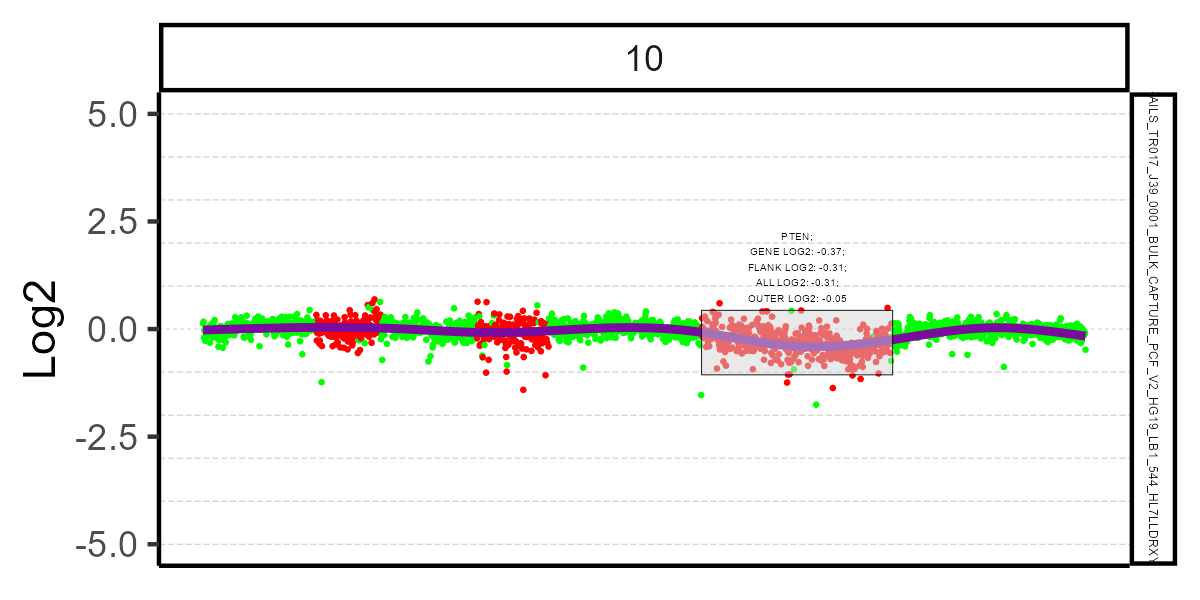 10
5.0
2.5
0.0
-2.5
-5.0
Log2
PTEN;
GENE LOG2: -0.37;
FLANK LOG2: -0.31;
ALL LOG2:-0.31;
OUTER LOG2: -0.05
AILS_TR017_J39_0001_BULK_CAPTURE_PCF_V2_HG19_LB1_544_HL7LLDRXY